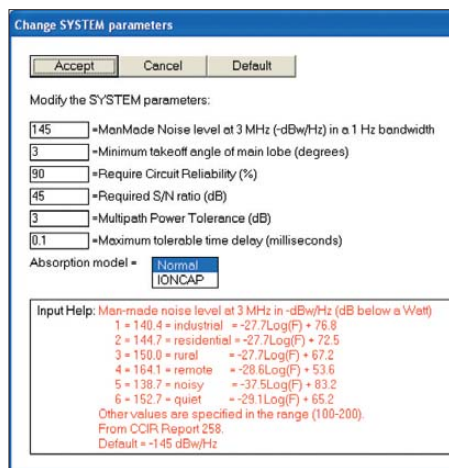 Change SYSTEM parameters
Accept Cancel Default
Modify the SYSTEM parameters:
145 =ManMade Noise level at 3 MHz (-dBw/Hz) in a 1 Hz bandwidth
3 =Minimum takeoff angle of main lobe (degrees)
90 =Require Circuit Reliability (%)
45 =Required S/N ratio (dB)
3 =Multipath Power Tolerance (dB)
0.1 =Maximum tolerable time delay (milliseconds)
Absorption model = Normal
IONCAP
Input Help: Man-made noise level at 3 MHz in -dBw/Hz (dB below a Watt)
1 = 140.4 = industrial = -27.7Log(F) + 76.8
2 = 144.7 = residential = -27.7Log(F) + 72.5
3 = 150.0 = rural = -27.7Log(F) + 67.2
4 = 164.1 = remote = -28.6Log(F) + 53.6
5 = 138.7 = noisy = -37.5Log(F) + 83.2
6 = 152.7 = quiet = -29.1Log(F) + 65.2
Other values are specified in the range (100-200).
From CCIR Report 258.
Default = -145 dBw/Hz